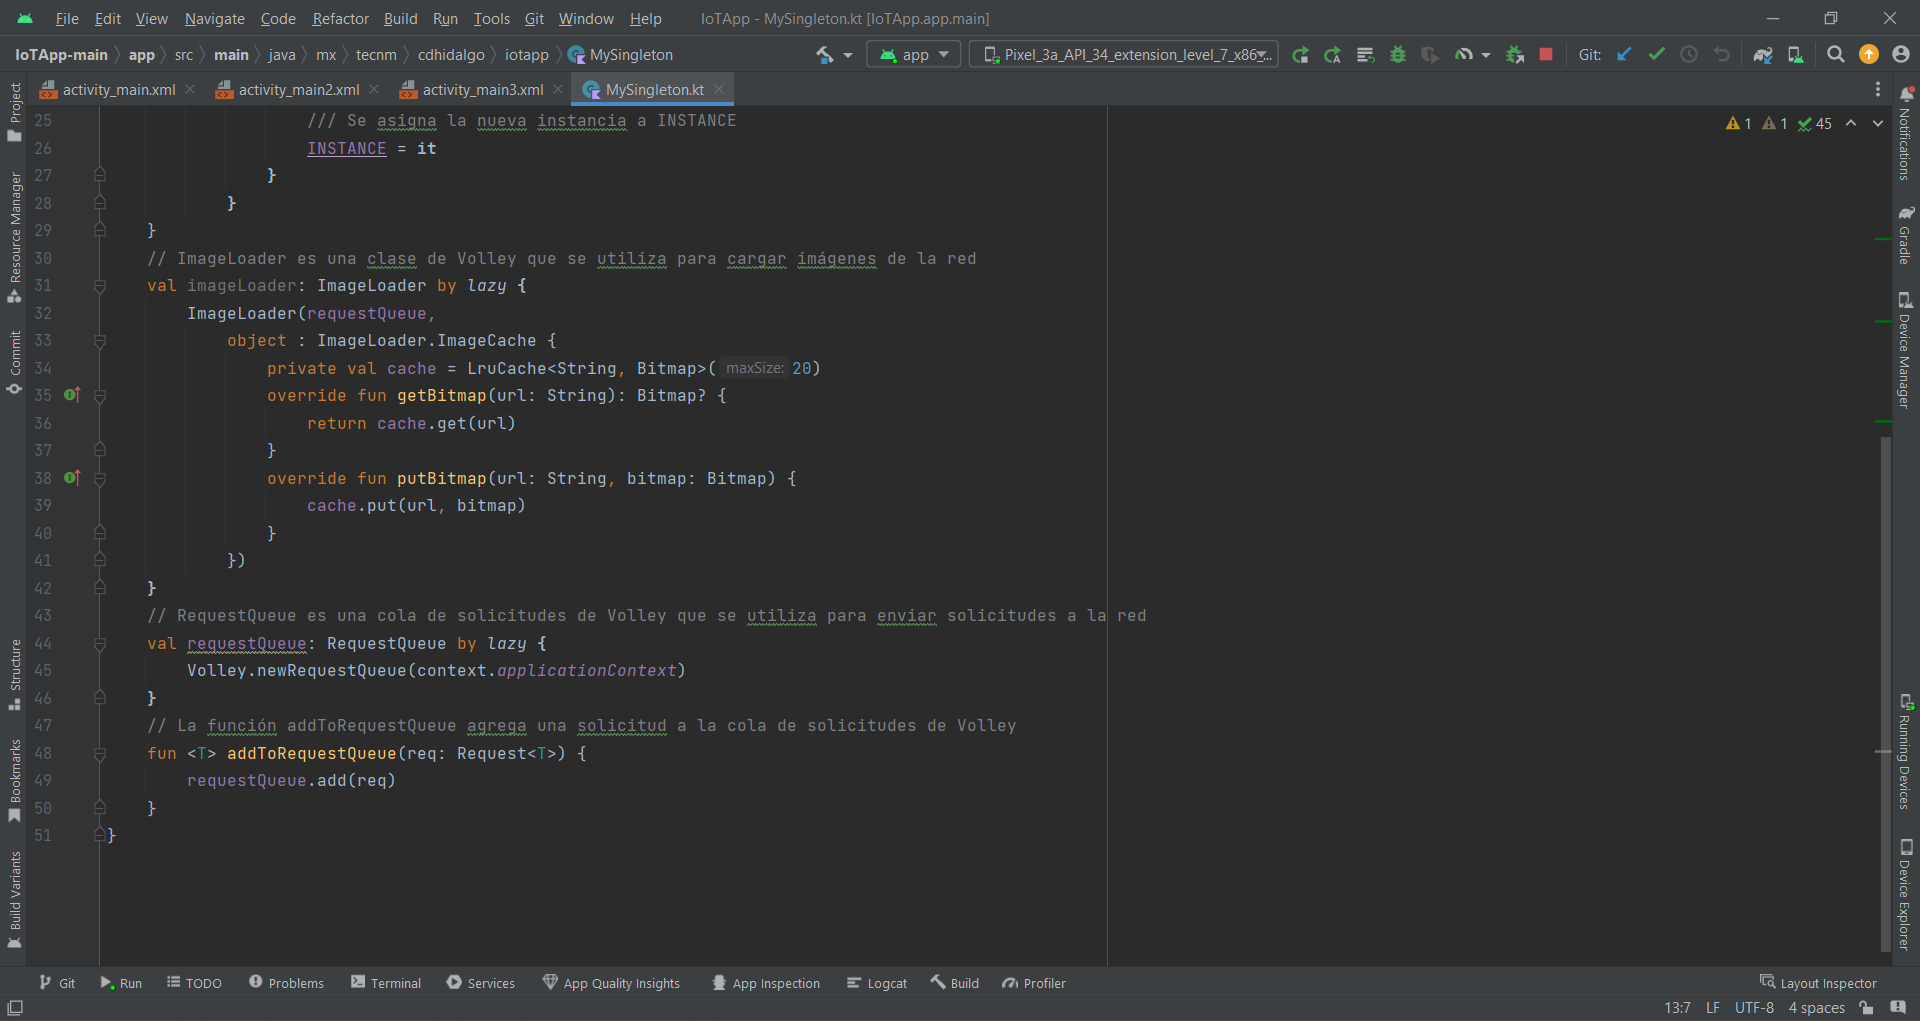 File Edit View Navigate Code Refactor Build Run Tools Git Window Help IoTApp - MySingleton.kt [IoTApp.app.main]
IoTApp-main app src main java mx tecnm cdhidalgo iotapp MySingleton app Pixel_3a_API_34_extension_level_7_x86... Git:
activity_main.xml activity_main2.xml activity_main3.xml MySingleton.kt
1 1 45
25 /// Se asigna la nueva instancia a INSTANCE
26 INSTANCE = it
27 }
28 }
29 }
30 // ImageLoader es una clase de Volley que se utiliza para cargar imágenes de la red
31 val imageLoader: ImageLoader by lazy {
32 ImageLoader(requestQueue,
33 object : ImageLoader.ImageCache {
34 private val cache = LruCache<String, Bitmap>( maxSize: 20)
35 override fun getBitmap(url: String): Bitmap? {
36 return cache.get(url)
37 }
38 override fun putBitmap(url: String, bitmap: Bitmap) {
39 cache.put(url, bitmap)
40 }
41 })
42 }
43 // RequestQueue es una cola de solicitudes de Volley que se utiliza para enviar solicitudes a la red
44 val requestQueue: RequestQueue by lazy {
45 Volley.newRequestQueue(context.applicationContext)
46 }
47 // La función addToRequestQueue agrega una solicitud a la cola de solicitudes de Volley
48 fun <T> addToRequestQueue(req: Request<T>) {
49 requestQueue.add(req)
50 }
51 }
Project
Resource Manager
Commit
Structure
Bookmarks
Build Variants
Notifications
Gradle
Device Manager
Running Devices
Device Explorer
Git Run TODO Problems Terminal Services App Quality Insights App Inspection Logcat Build Profiler Layout Inspector
13:7 LF UTF-8 4 spaces